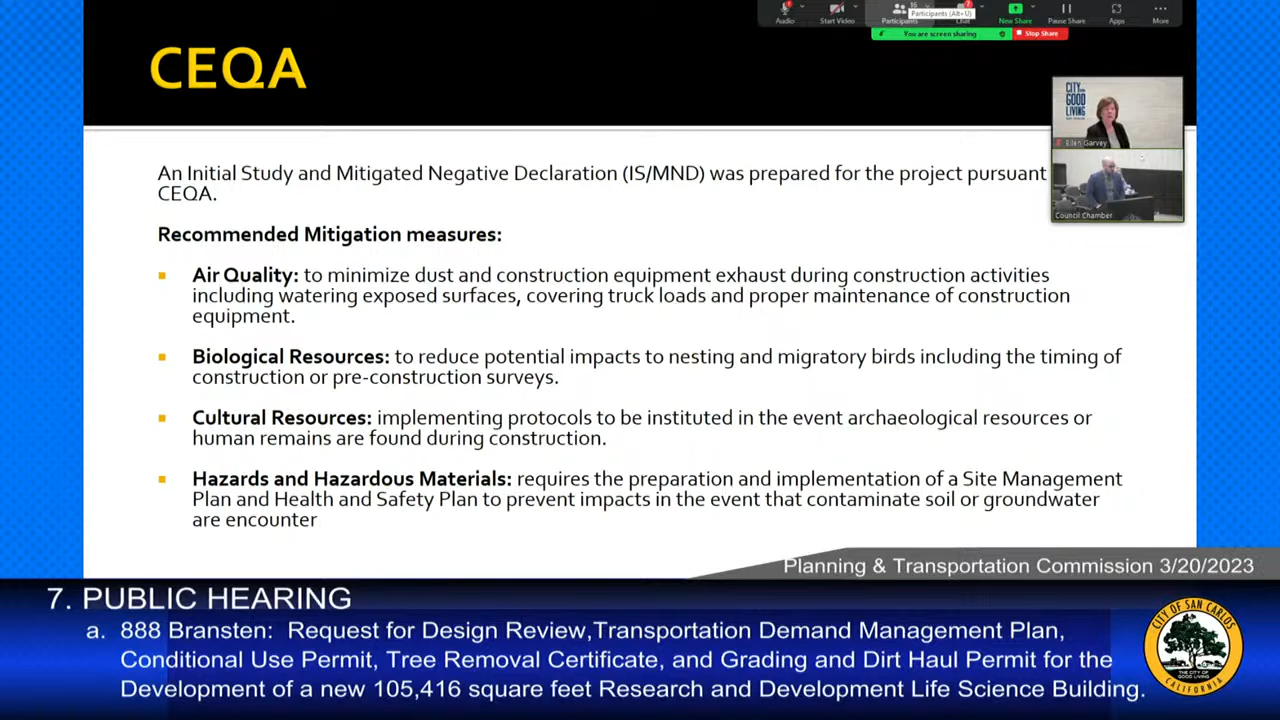 Audio
Start Video
Participants
16
Participants (Alt+U)
Chat
7
New Share
Pause Share
Apps
More
You are screen sharing
Stop Share
CEQA
CITY
GOOD
LIVING
Ellen Garvey
Council Chamber
An Initial Study and Mitigated Negative Declaration (IS/MND) was prepared for the project pursuant
CEQA.
Recommended Mitigation measures:
Air Quality: to minimize dust and construction equipment exhaust during construction activities
including watering exposed surfaces, covering truck loads and proper maintenance of construction
equipment.
Biological Resources: to reduce potential impacts to nesting and migratory birds including the timing of
construction or pre-construction surveys.
Cultural Resources: implementing protocols to be instituted in the event archaeological resources or
human remains are found during construction.
Hazards and Hazardous Materials: requires the preparation and implementation of a Site Management
Plan and Health and Safety Plan to prevent impacts in the event that contaminate soil or groundwater
are encounter
Planning & Transportation Commission 3/20/2023
7. PUBLIC HEARING
a. 888 Bransten: Request for Design Review,Transportation Demand Management Plan,
Conditional Use Permit, Tree Removal Certificate, and Grading and Dirt Haul Permit for the
Development of a new 105,416 square feet Research and Development Life Science Building.
CITY OF SAN CARLOS
THE CITY OF
GOOD LIVING
CALIFORNIA